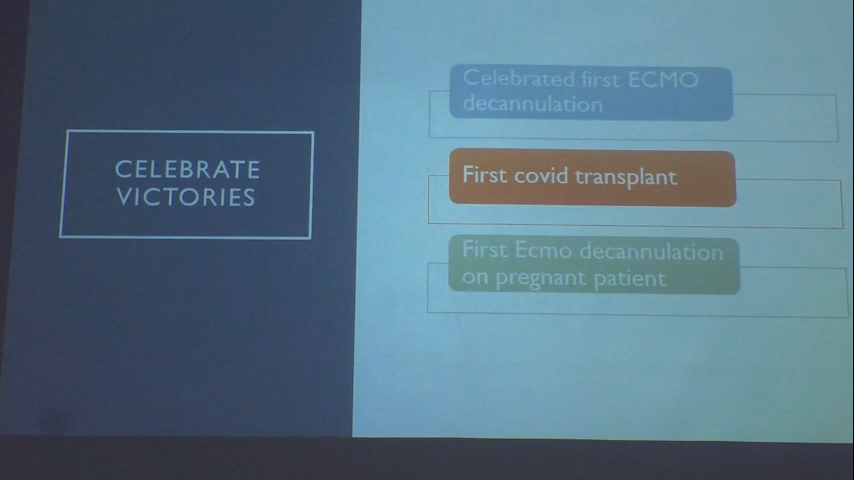 CELEBRATE
VICTORIES
Celebrated first ECMO
decannulation
First covid transplant
First Ecmo decannulation
on pregnant patient